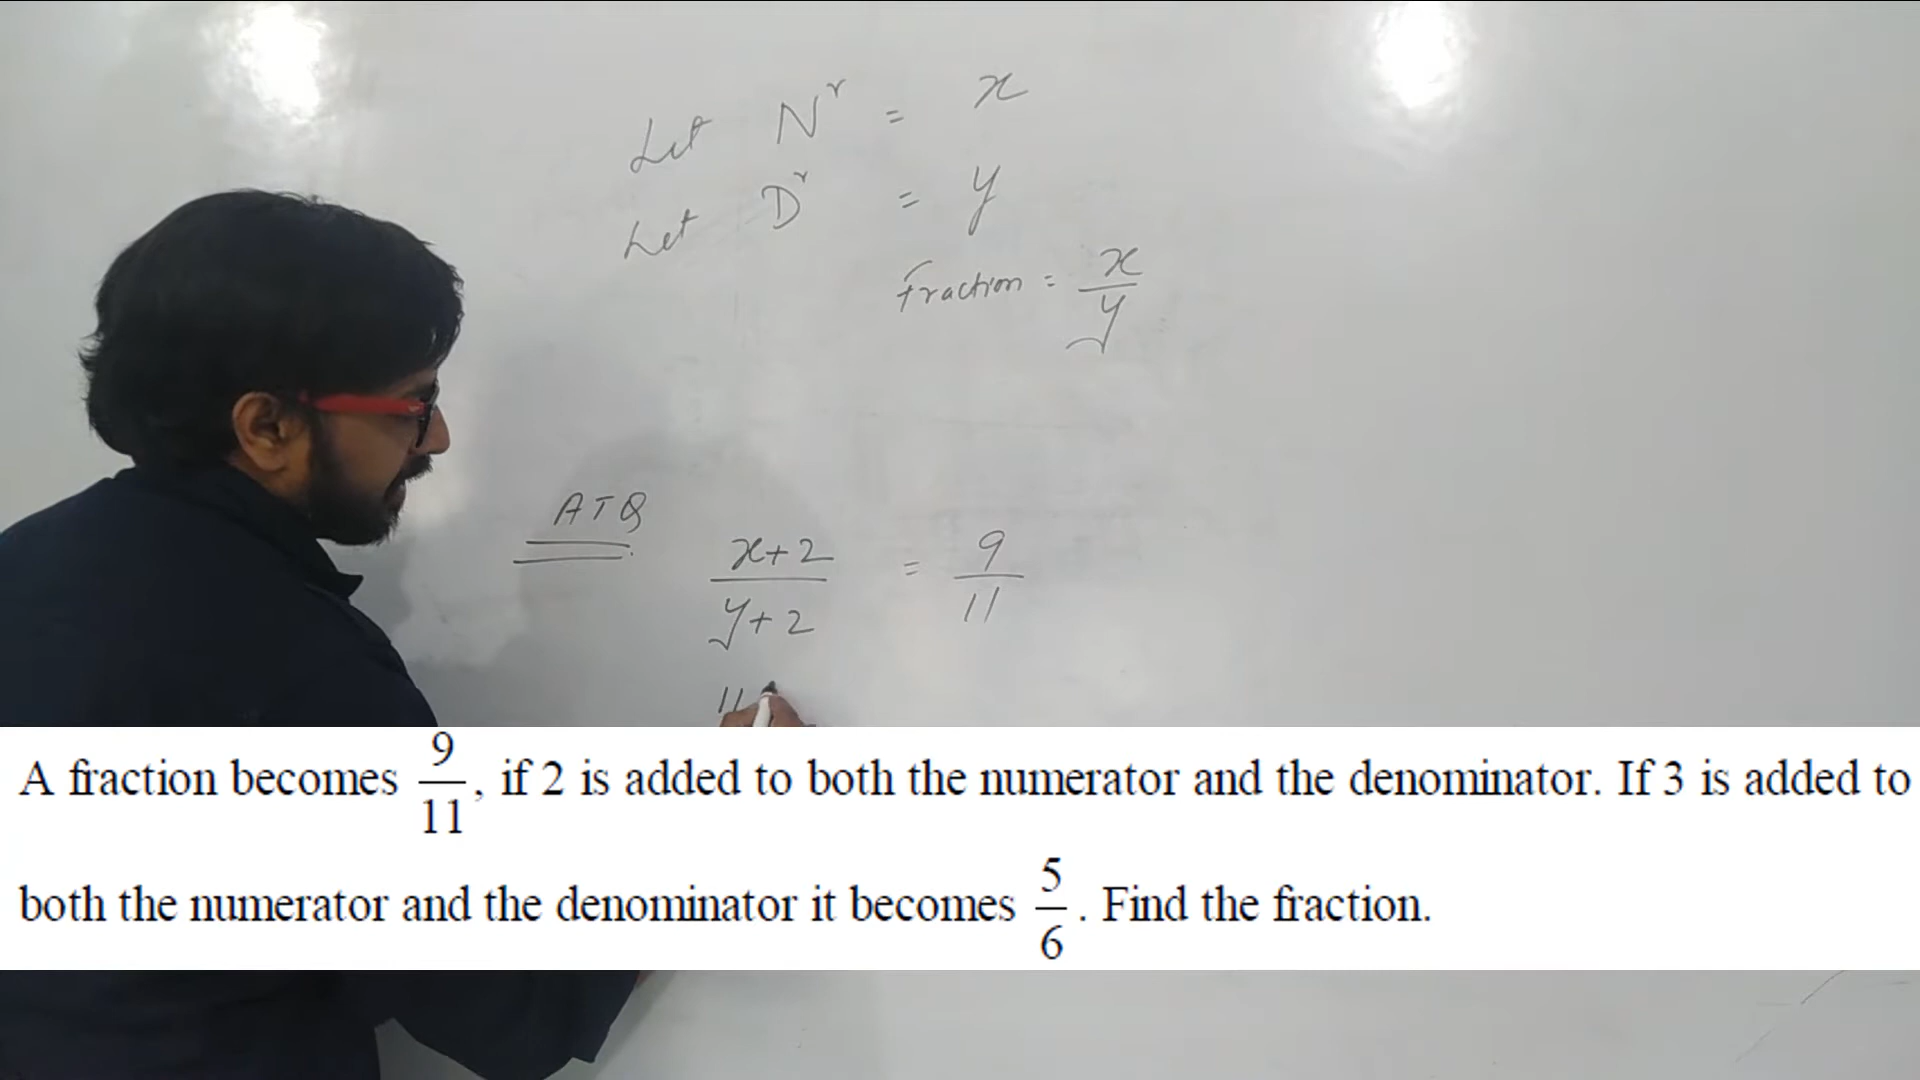 Let Nʳ = x
Let Dʳ = y
Fraction = x/y
ATQ
x+2/y+2 = 9/11
11
A fraction becomes 9/11, if 2 is added to both the numerator and the denominator. If 3 is added to
both the numerator and the denominator it becomes 5/6. Find the fraction.